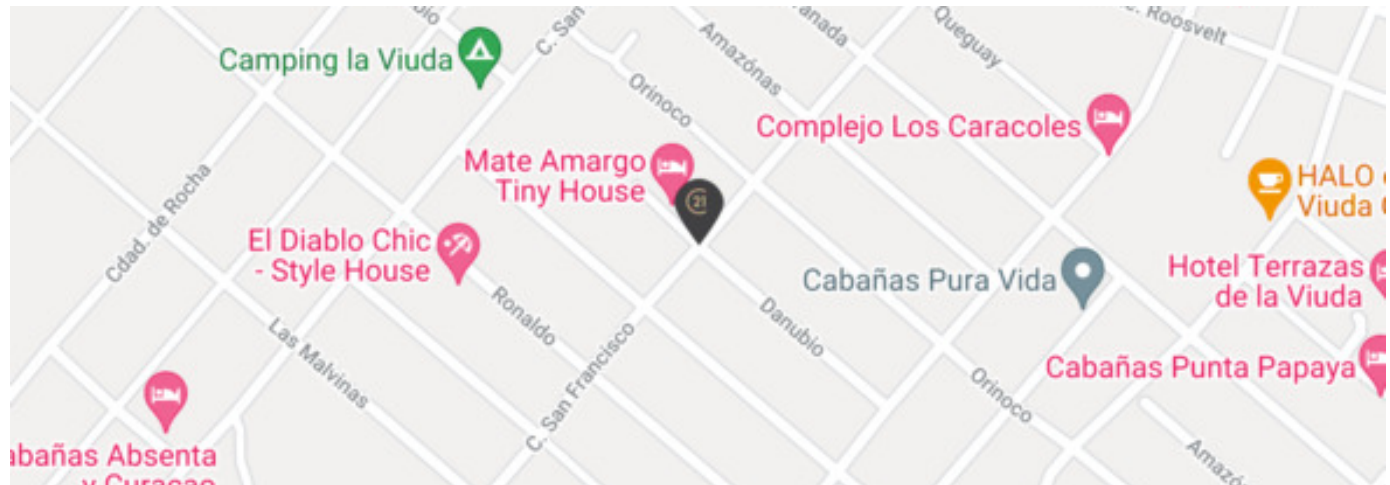 C. San
Amazónas
Queguay
Roosvelt
Camping la Viuda
Orinoco
Complejo Los Caracoles
Mate Amargo
Tiny House
21
HALO
Viuda
Cdad. de Rocha
El Diablo Chic
- Style House
Cabañas Pura Vida
Hotel Terrazas
de la Viuda
Ronaldo
Danubio
Las Malvinas
C. San Francisco
Cabañas Punta Papaya
Orinoco
abañas Absenta
y Curaçao
Amazó